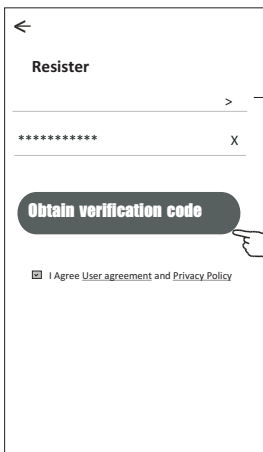 Resister
>
*********** X
Obtain verification code
I Agree User agreement and Privacy Policy